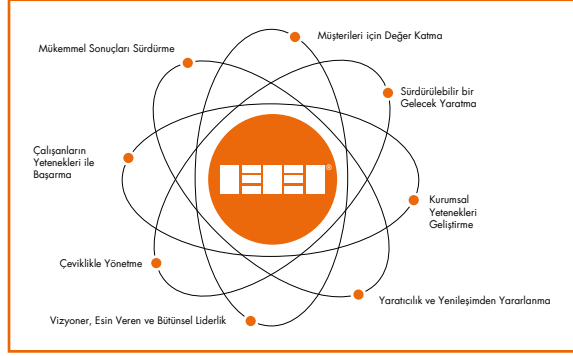 Müşterileri için Değer Katma
Sürdürülebilir bir
Gelecek Yaratma
Kurumsal
Yetenekleri
Geliştirme
Yaratıcılık ve Yenileşimden Yararlanma
Vizyoner, Esin Veren ve Bütünsel Liderlik
Çeviklikle Yönetme
Çalışanların
Yetenekleri ile
Başarma
Mükemmel Sonuçları Sürdürme
®